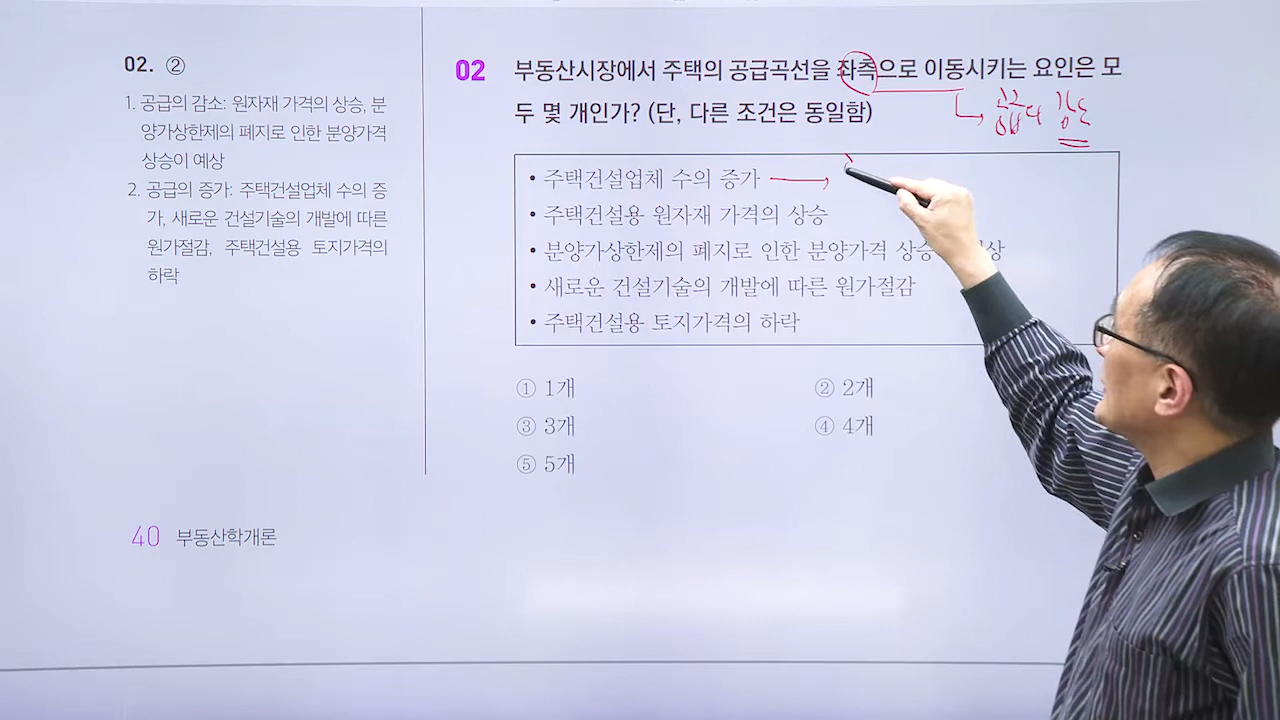 02. ②
1. 공급의 감소: 원자재 가격의 상승, 분
양가상한제의 폐지로 인한 분양가격
상승이 예상
2. 공급의 증가: 주택건설업체 수의 증
가, 새로운 건설기술의 개발에 따른
원가절감, 주택건설용 토지가격의
하락
02 부동산시장에서 주택의 공급곡선을 좌측으로 이동시키는 요인은 모
두 몇 개인가? (단, 다른 조건은 동일함)
공급 감소
• 주택건설업체 수의 증가
• 주택건설용 원자재 가격의 상승
• 분양가상한제의 폐지로 인한 분양가격 상승 상
• 새로운 건설기술의 개발에 따른 원가절감
• 주택건설용 토지가격의 하락
① 1개 ② 2개
③ 3개 ④ 4개
⑤ 5개
40 부동산학개론